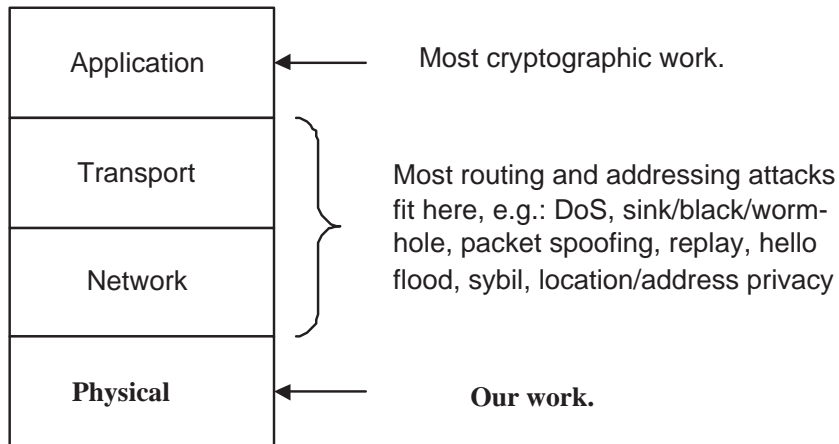 Application
Most cryptographic work.
Transport
Most routing and addressing attacks
fit here, e.g.: DoS, sink/black/worm-
hole, packet spoofing, replay, hello
flood, sybil, location/address privacy
Network
Physical
Our work.